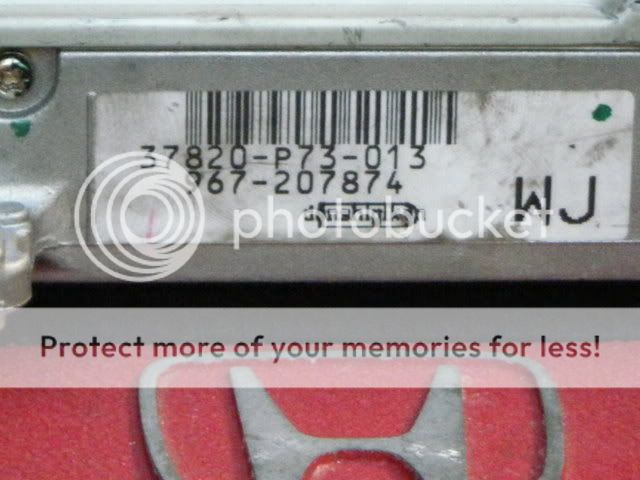 37820-P73-013
967-207874
WJ
photobucket
Protect more of your memories for less!